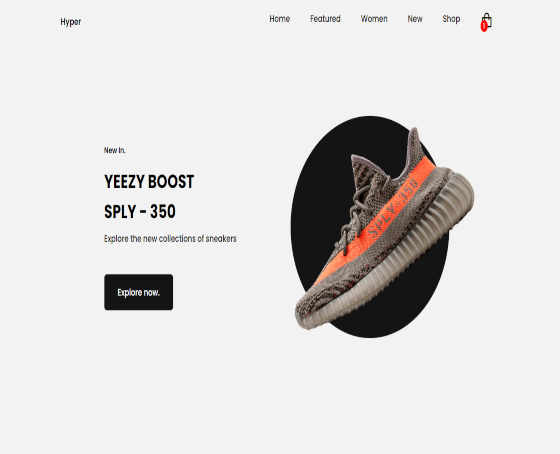 Hyper
Home Featured Women New Shop
New In.
YEEZY BOOST
SPLY - 350
Explore the new collections of sneakers
Explore now.
SPLY-350